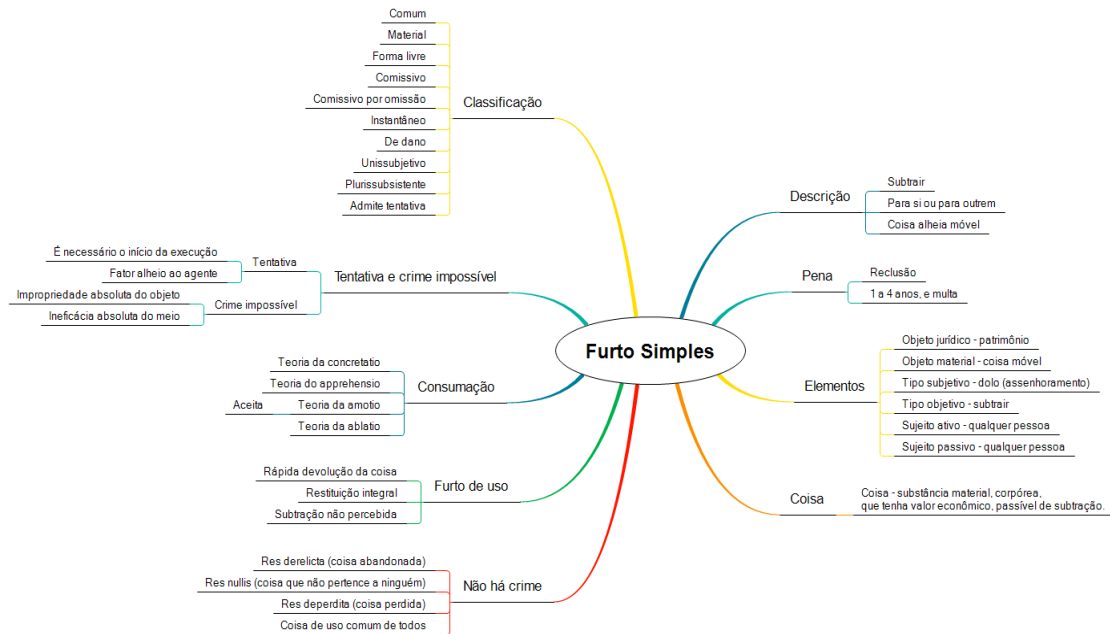 Furto Simples
Descrição
Subtrair
Para si ou para outrem
Coisa alheia móvel
Pena
Reclusão
1 a 4 anos, e multa
Elementos
Objeto jurídico - patrimônio
Objeto material - coisa móvel
Tipo subjetivo - dolo (assenhoramento)
Tipo objetivo - subtrair
Sujeito ativo - qualquer pessoa
Sujeito passivo - qualquer pessoa
Coisa
Coisa - substância material, corpórea,
que tenha valor econômico, passível de subtração.
Classificação
Comum
Material
Forma livre
Comissivo
Comissivo por omissão
Instantâneo
De dano
Unissubjetivo
Plurissubsistente
Admite tentativa
Tentativa e crime impossível
Tentativa
É necessário o início da execução
Fator alheio ao agente
Crime impossível
Impropriedade absoluta do objeto
Ineficácia absoluta do meio
Consumação
Teoria da concretatio
Teoria do apprehensio
Teoria da amotio
Aceita
Teoria da ablatio
Furto de uso
Rápida devolução da coisa
Restituição integral
Subtração não percebida
Não há crime
Res derelicta (coisa abandonada)
Res nullis (coisa que não pertence a ninguém)
Res deperdita (coisa perdida)
Coisa de uso comum de todos